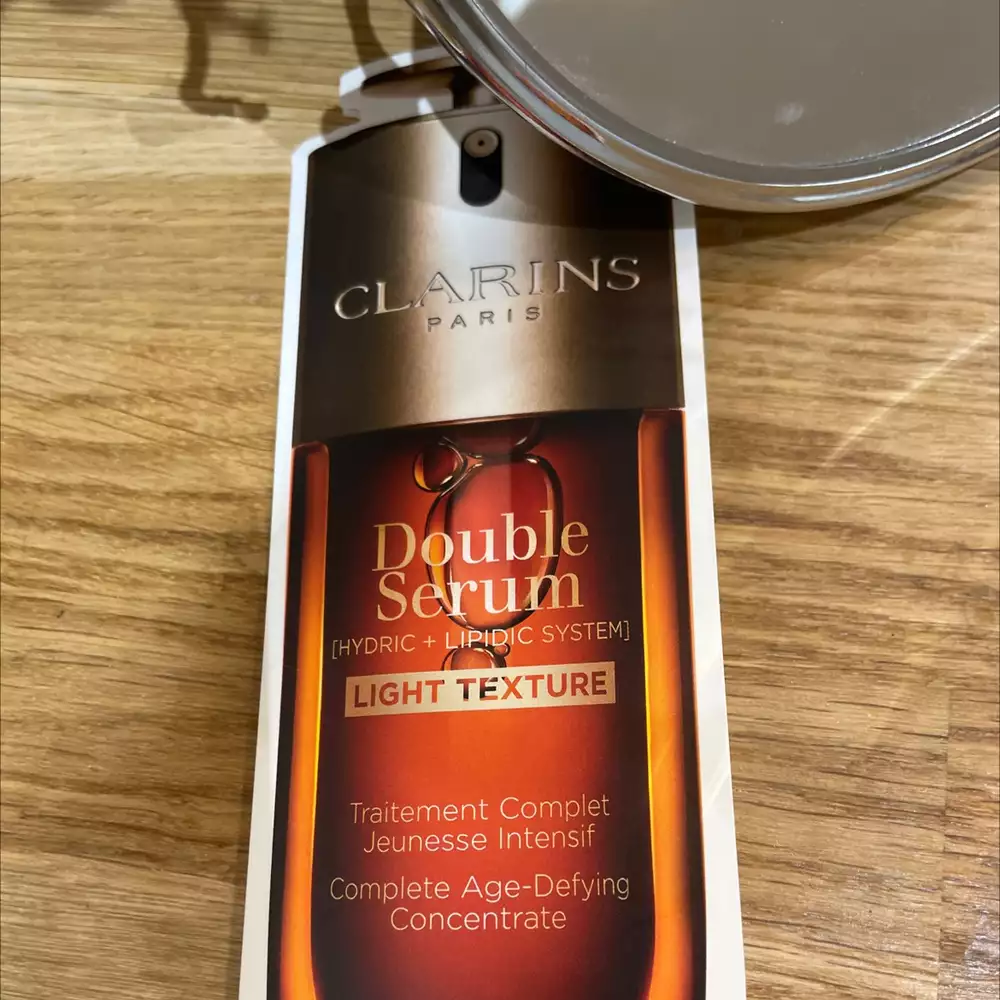 CLARINS
PARIS
Double
Serum
[HYDRIC + LIPIDIC SYSTEM]
LIGHT TEXTURE
Traitement Complet
Jeunesse Intensif
Complete Age-Defying
Concentrate